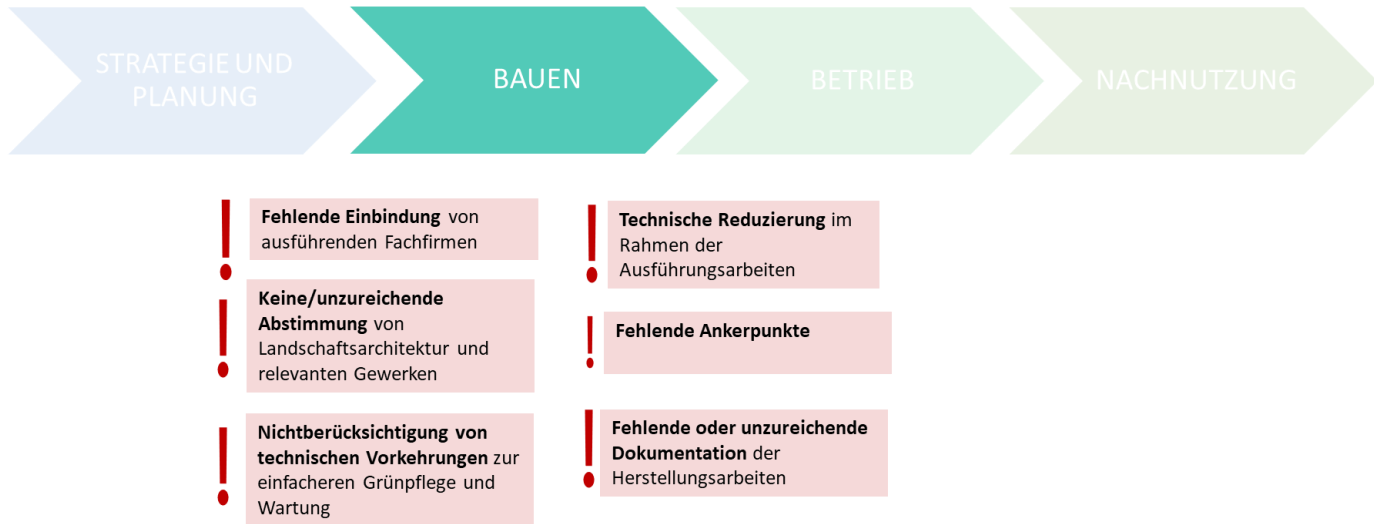 STRATEGIE UND
PLANUNG
BAUEN
BETRIEB
NACHNUTZUNG
Fehlende Einbindung von
ausführenden Fachfirmen
Keine/unzureichende
Abstimmung von
Landschaftsarchitektur und
relevanten Gewerken
Nichtberücksichtigung von
technischen Vorkehrungen zur
einfacheren Grünpflege und
Wartung
Technische Reduzierung im
Rahmen der
Ausführungsarbeiten
Fehlende Ankerpunkte
Fehlende oder unzureichende
Dokumentation der
Herstellungsarbeiten